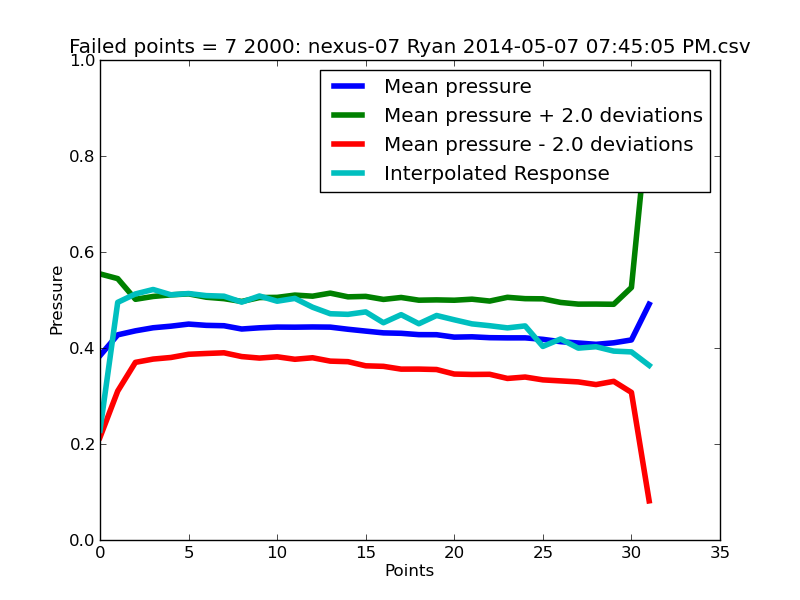 Failed points = 7 2000: nexus-07 Ryan 2014-05-07 07:45:05 PM.csv
Mean pressure
Mean pressure + 2.0 deviations
Mean pressure - 2.0 deviations
Interpolated Response
1.0
0.8
0.6
0.4
0.2
0.0
Pressure
0 5 10 15 20 25 30 35
Points